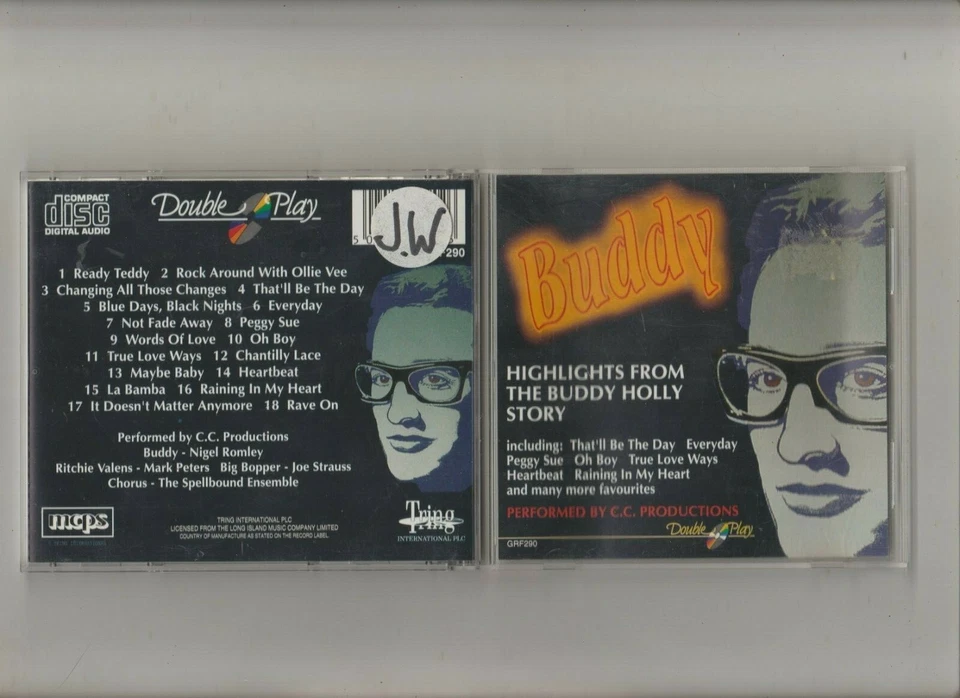 COMPACT
disc
DIGITAL AUDIO
Double Play
J.W
290
1 Ready Teddy 2 Rock Around With Ollie Vee
3 Changing All Those Changes 4 That'll Be The Day
5 Blue Days, Black Nights 6 Everyday
7 Not Fade Away 8 Peggy Sue
9 Words Of Love 10 Oh Boy
11 True Love Ways 12 Chantilly Lace
13 Maybe Baby 14 Heartbeat
15 La Bamba 16 Raining In My Heart
17 It Doesn't Matter Anymore 18 Rave On
Performed by C.C. Productions
Buddy - Nigel Romley
Ritchie Valens - Mark Peters Big Bopper - Joe Strauss
Chorus - The Spellbound Ensemble
mcps
TRING INTERNATIONAL PLC
LICENSED FROM THE LONG ISLAND MUSIC COMPANY LIMITED
COUNTRY OF MANUFACTURE AS STATED ON THE RECORD LABEL.
Tring
INTERNATIONAL PLC
Buddy
HIGHLIGHTS FROM
THE BUDDY HOLLY
STORY
including: That'll Be The Day Everyday
Peggy Sue Oh Boy True Love Ways
Heartbeat Raining In My Heart
and many more favourites
PERFORMED BY C.C. PRODUCTIONS
Double Play
GRF290